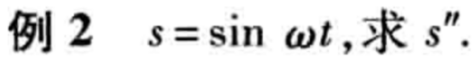 例 2 s = sin ωt, 求 s″.